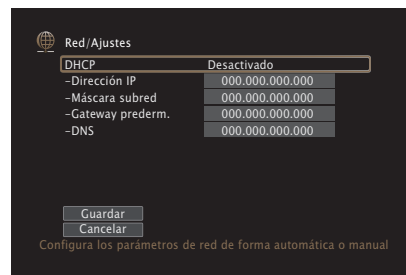 Red/Ajustes
DHCP Desactivado
-Dirección IP 000.000.000.000
-Máscara subred 000.000.000.000
-Gateway prederm. 000.000.000.000
-DNS 000.000.000.000
Guardar
Cancelar
Configura los parámetros de red de forma automática o manual